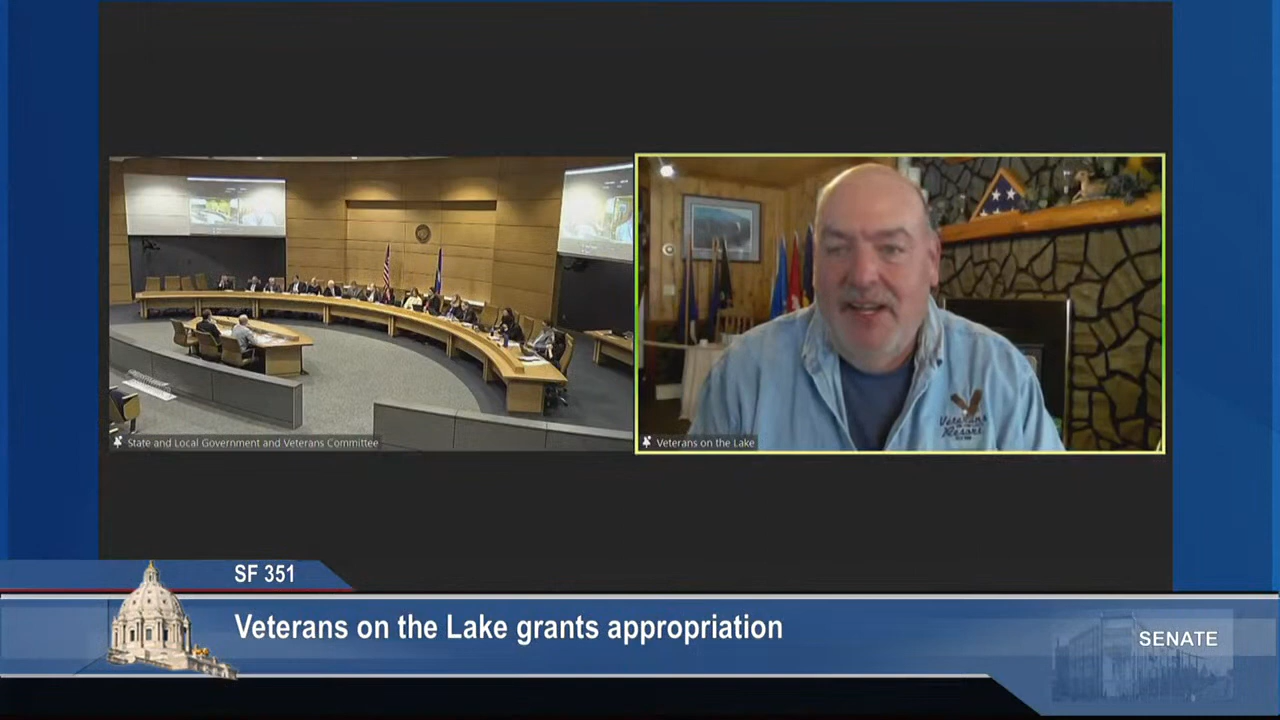 State and Local Government and Veterans Committee
Veterans on the Lake
Veterans
Resort
SF 351
Veterans on the Lake grants appropriation
SENATE